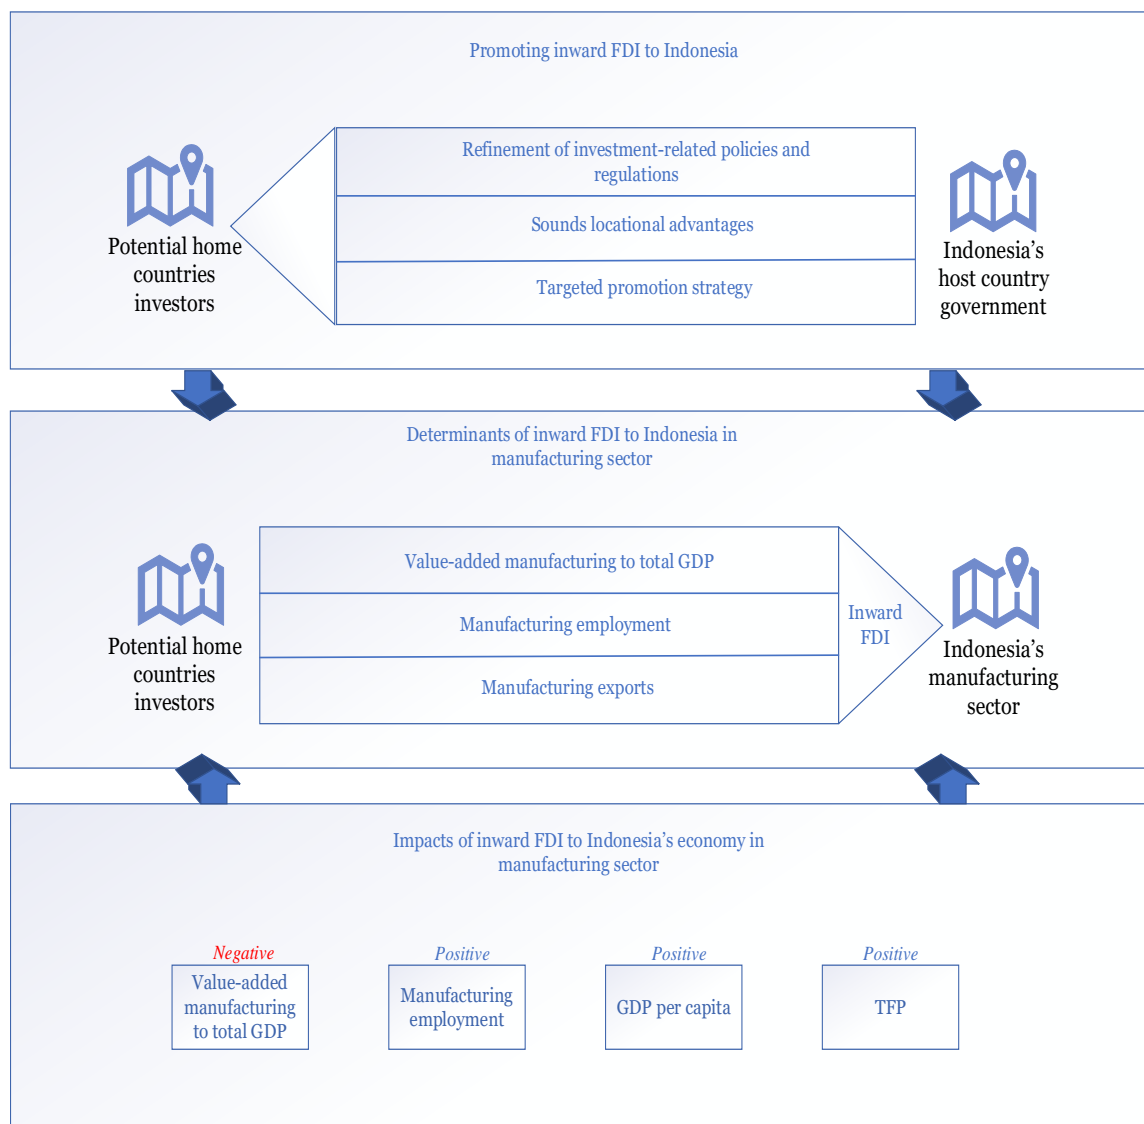 Promoting inward FDI to Indonesia
Refinement of investment-related policies and
regulations
Sounds locational advantages
Targeted promotion strategy
Potential home
countries
investors
Indonesia's
host country
government
Determinants of inward FDI to Indonesia in
manufacturing sector
Value-added manufacturing to total GDP
Manufacturing employment
Manufacturing exports
Inward
FDI
Potential home
countries
investors
Indonesia's
manufacturing
sector
Impacts of inward FDI to Indonesia's economy in
manufacturing sector
Negative
Value-added
manufacturing
to total GDP
Positive
Manufacturing
employment
Positive
GDP per capita
Positive
TFP